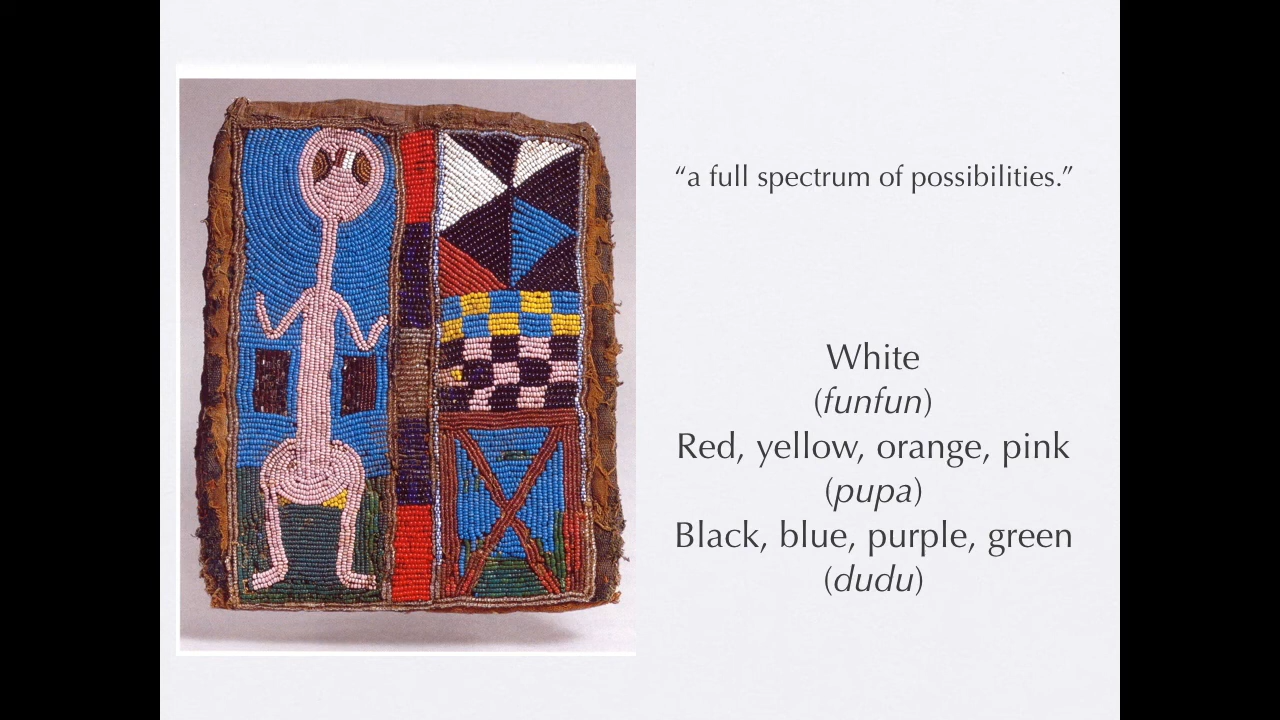 “a full spectrum of possibilities.”
White
(funfun)
Red, yellow, orange, pink
(pupa)
Black, blue, purple, green
(dudu)